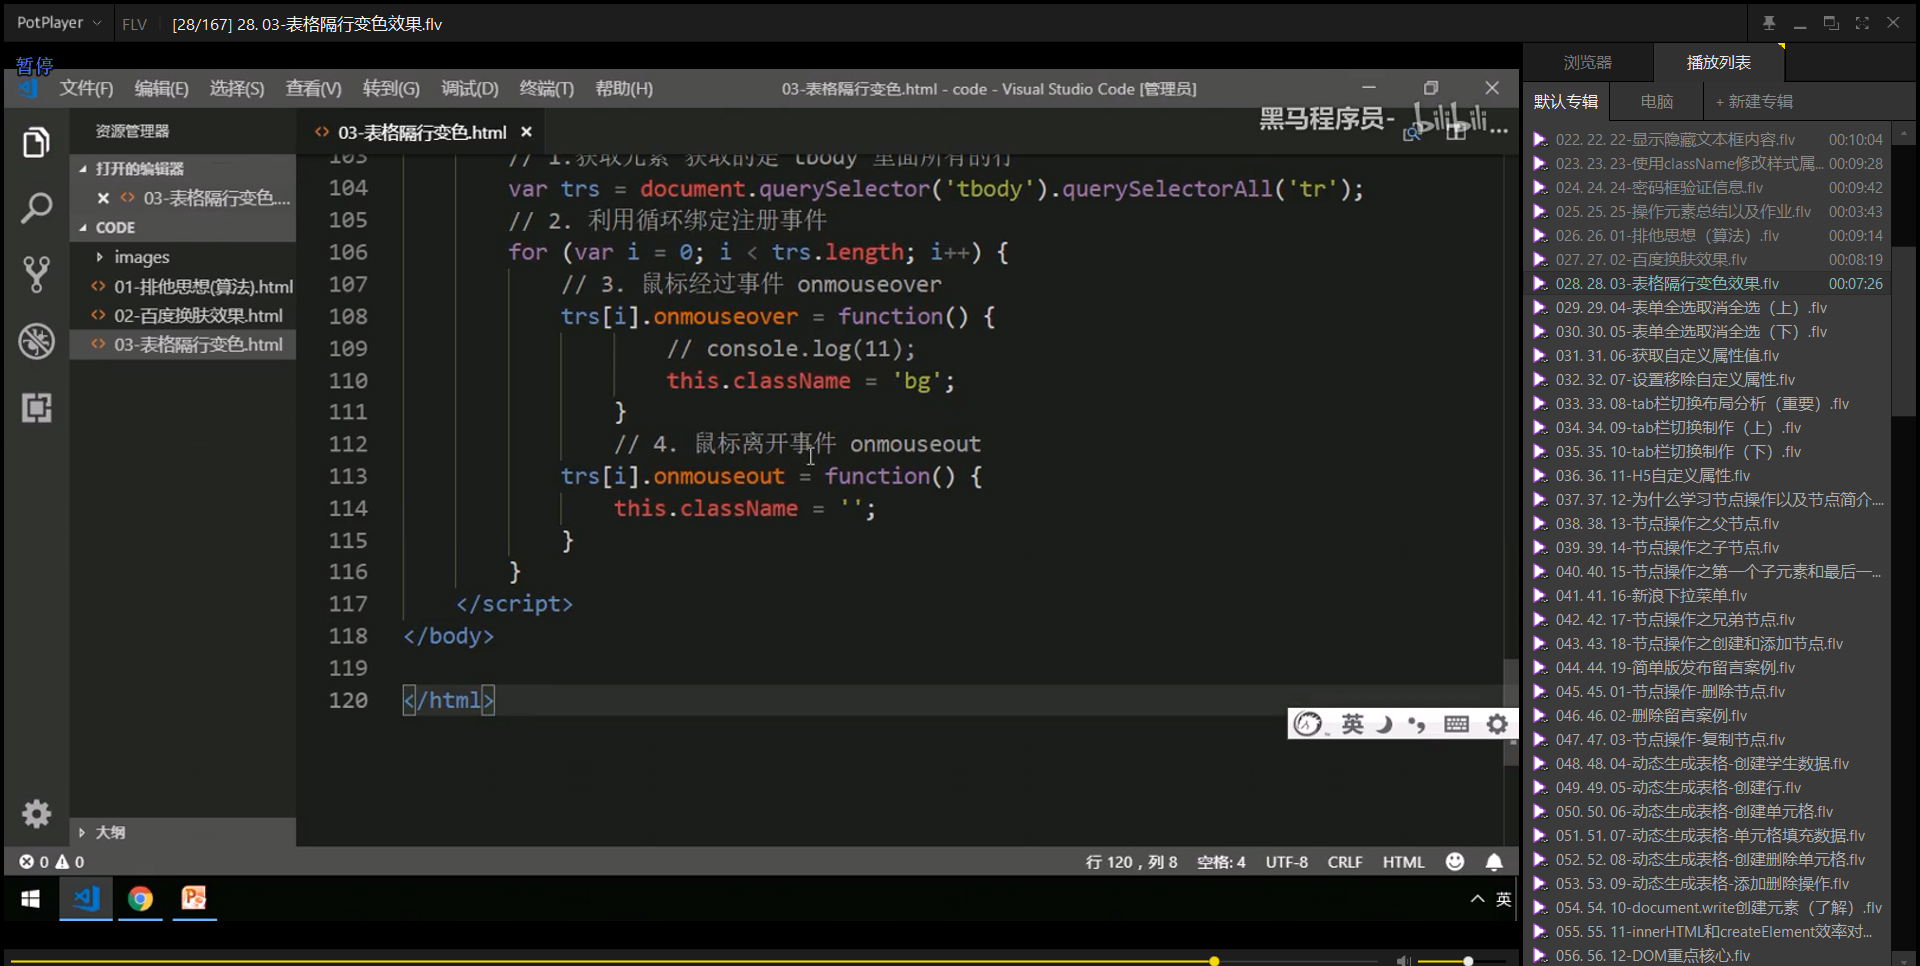 PotPlayer
FLV
[28/167] 28. 03-表格隔行变色效果.flv
暂停
文件(F) 编辑(E) 选择(S) 查看(V) 转到(G) 调试(D) 终端(T) 帮助(H)
03-表格隔行变色.html - code - Visual Studio Code [管理员]
黑马程序员-
bilibili
资源管理器
打开的编辑器
03-表格隔行变色....
CODE
images
01-排他思想(算法).html
02-百度换肤效果.html
03-表格隔行变色.html
大纲
03-表格隔行变色.html
103 // 1.获取元素 获取的是 tbody 里面所有的行
104 var trs = document.querySelector('tbody').querySelectorAll('tr');
105 // 2. 利用循环绑定注册事件
106 for (var i = 0; i < trs.length; i++) {
107 // 3. 鼠标经过事件 onmouseover
108 trs[i].onmouseover = function() {
109 // console.log(11);
110 this.className = 'bg';
111 }
112 // 4. 鼠标离开事件 onmouseout
113 trs[i].onmouseout = function() {
114 this.className = '';
115 }
116 }
117 </script>
118 </body>
119
120 </html>
英
0 0
行 120，列 8 空格: 4 UTF-8 CRLF HTML
英
浏览器 播放列表
默认专辑 电脑 + 新建专辑
022. 22. 22-显示隐藏文本框内容.flv 00:10:04
023. 23. 23-使用className修改样式属... 00:09:28
024. 24. 24-密码框验证信息.flv 00:09:42
025. 25. 25-操作元素总结以及作业.flv 00:03:43
026. 26. 01-排他思想（算法）.flv 00:09:14
027. 27. 02-百度换肤效果.flv 00:08:19
028. 28. 03-表格隔行变色效果.flv 00:07:26
029. 29. 04-表单全选取消全选（上）.flv
030. 30. 05-表单全选取消全选（下）.flv
031. 31. 06-获取自定义属性值.flv
032. 32. 07-设置移除自定义属性.flv
033. 33. 08-tab栏切换布局分析（重要）.flv
034. 34. 09-tab栏切换制作（上）.flv
035. 35. 10-tab栏切换制作（下）.flv
036. 36. 11-H5自定义属性.flv
037. 37. 12-为什么学习节点操作以及节点简介....
038. 38. 13-节点操作之父节点.flv
039. 39. 14-节点操作之子节点.flv
040. 40. 15-节点操作之第一个子元素和最后一...
041. 41. 16-新浪下拉菜单.flv
042. 42. 17-节点操作之兄弟节点.flv
043. 43. 18-节点操作之创建和添加节点.flv
044. 44. 19-简单版发布留言案例.flv
045. 45. 01-节点操作-删除节点.flv
046. 46. 02-删除留言案例.flv
047. 47. 03-节点操作-复制节点.flv
048. 48. 04-动态生成表格-创建学生数据.flv
049. 49. 05-动态生成表格-创建行.flv
050. 50. 06-动态生成表格-创建单元格.flv
051. 51. 07-动态生成表格-单元格填充数据.flv
052. 52. 08-动态生成表格-创建删除单元格.flv
053. 53. 09-动态生成表格-添加删除操作.flv
054. 54. 10-document.write创建元素（了解）.flv
055. 55. 11-innerHTML和createElement效率对...
056. 56. 12-DOM重点核心.flv